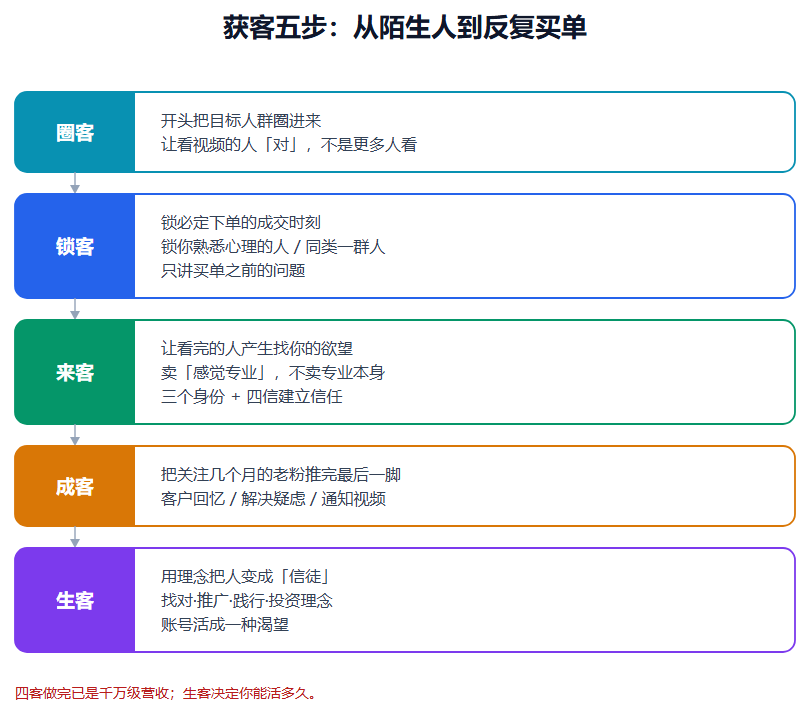 获客五步：从陌生人到反复买单
圈客
开头把目标人群圈进来
让看视频的人「对」，不是更多人看
锁客
锁必定下单的成交时刻
锁你熟悉心理的人 / 同类一群人
只讲买单之前的问题
来客
让看完的人产生找你的欲望
卖「感觉专业」，不卖专业本身
三个身份 + 四信建立信任
成客
把关注几个月的老粉推完最后一脚
客户回忆 / 解决疑虑 / 通知视频
生客
用理念把人变成「信徒」
找对·推广·践行·投资理念
账号活成一种渴望
四客做完已是千万级营收；生客决定你能活多久。